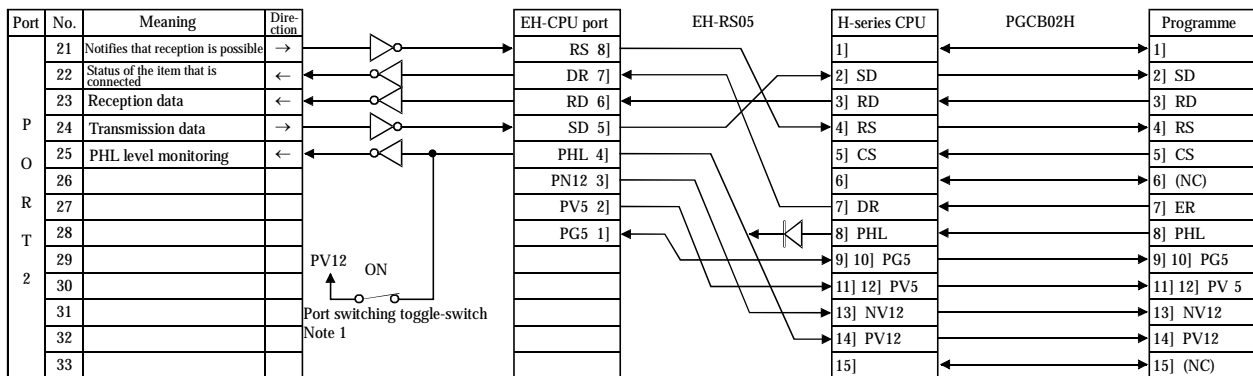 Port No. Meaning Dire-ction EH-CPU port EH-RS05 H-series CPU PGCB02H Programme
21 Notifies that reception is possible → RS 8] 1] 1]
22 Status of the item that is connected ← DR 7] 2] SD 2] SD
23 Reception data ← RD 6] 3] RD 3] RD
P 24 Transmission data → SD 5] 4] RS 4] RS
O 25 PHL level monitoring ← PHL 4] 5] CS 5] CS
26 PN12 3] 6] 6] (NC)
R 27 PV5 2] 7] DR 7] ER
T 28 PG5 1] 8] PHL 8] PHL
29 PV12 ON 9] 10] PG5 9] 10] PG5
2 30 11] 12] PV5 11] 12] PV 5
31 Port switching toggle-switch 13] NV12 13] NV12
32 Note 1 14] PV12 14] PV12
33 15] 15] (NC)